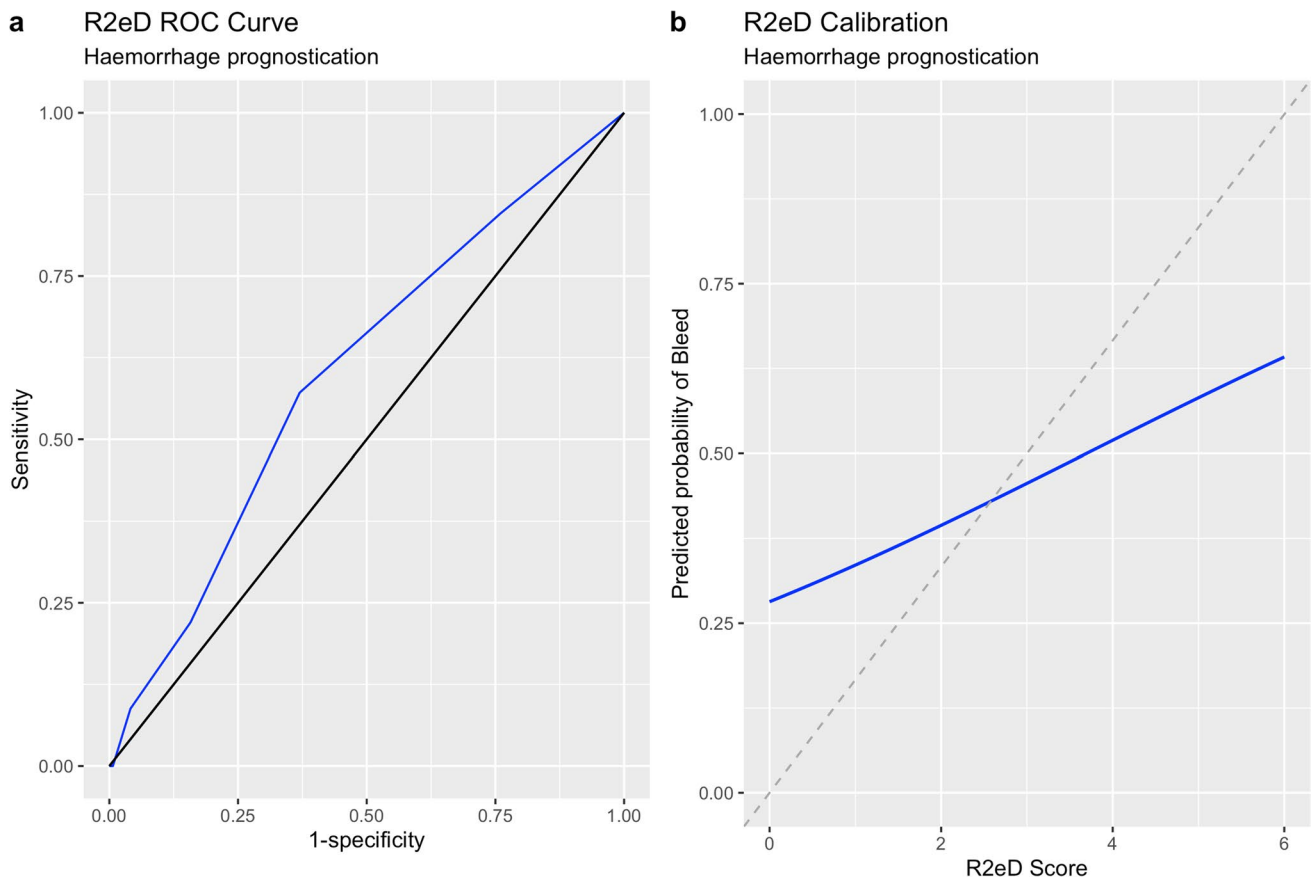 a
R2eD ROC Curve
Haemorrhage prognostication
1.00
0.75
0.50
0.25
0.00
Sensitivity
0.00 0.25 0.50 0.75 1.00
1-specificity
b
R2eD Calibration
Haemorrhage prognostication
1.00
0.75
0.50
0.25
0.00
Predicted probability of Bleed
0 2 4 6
R2eD Score